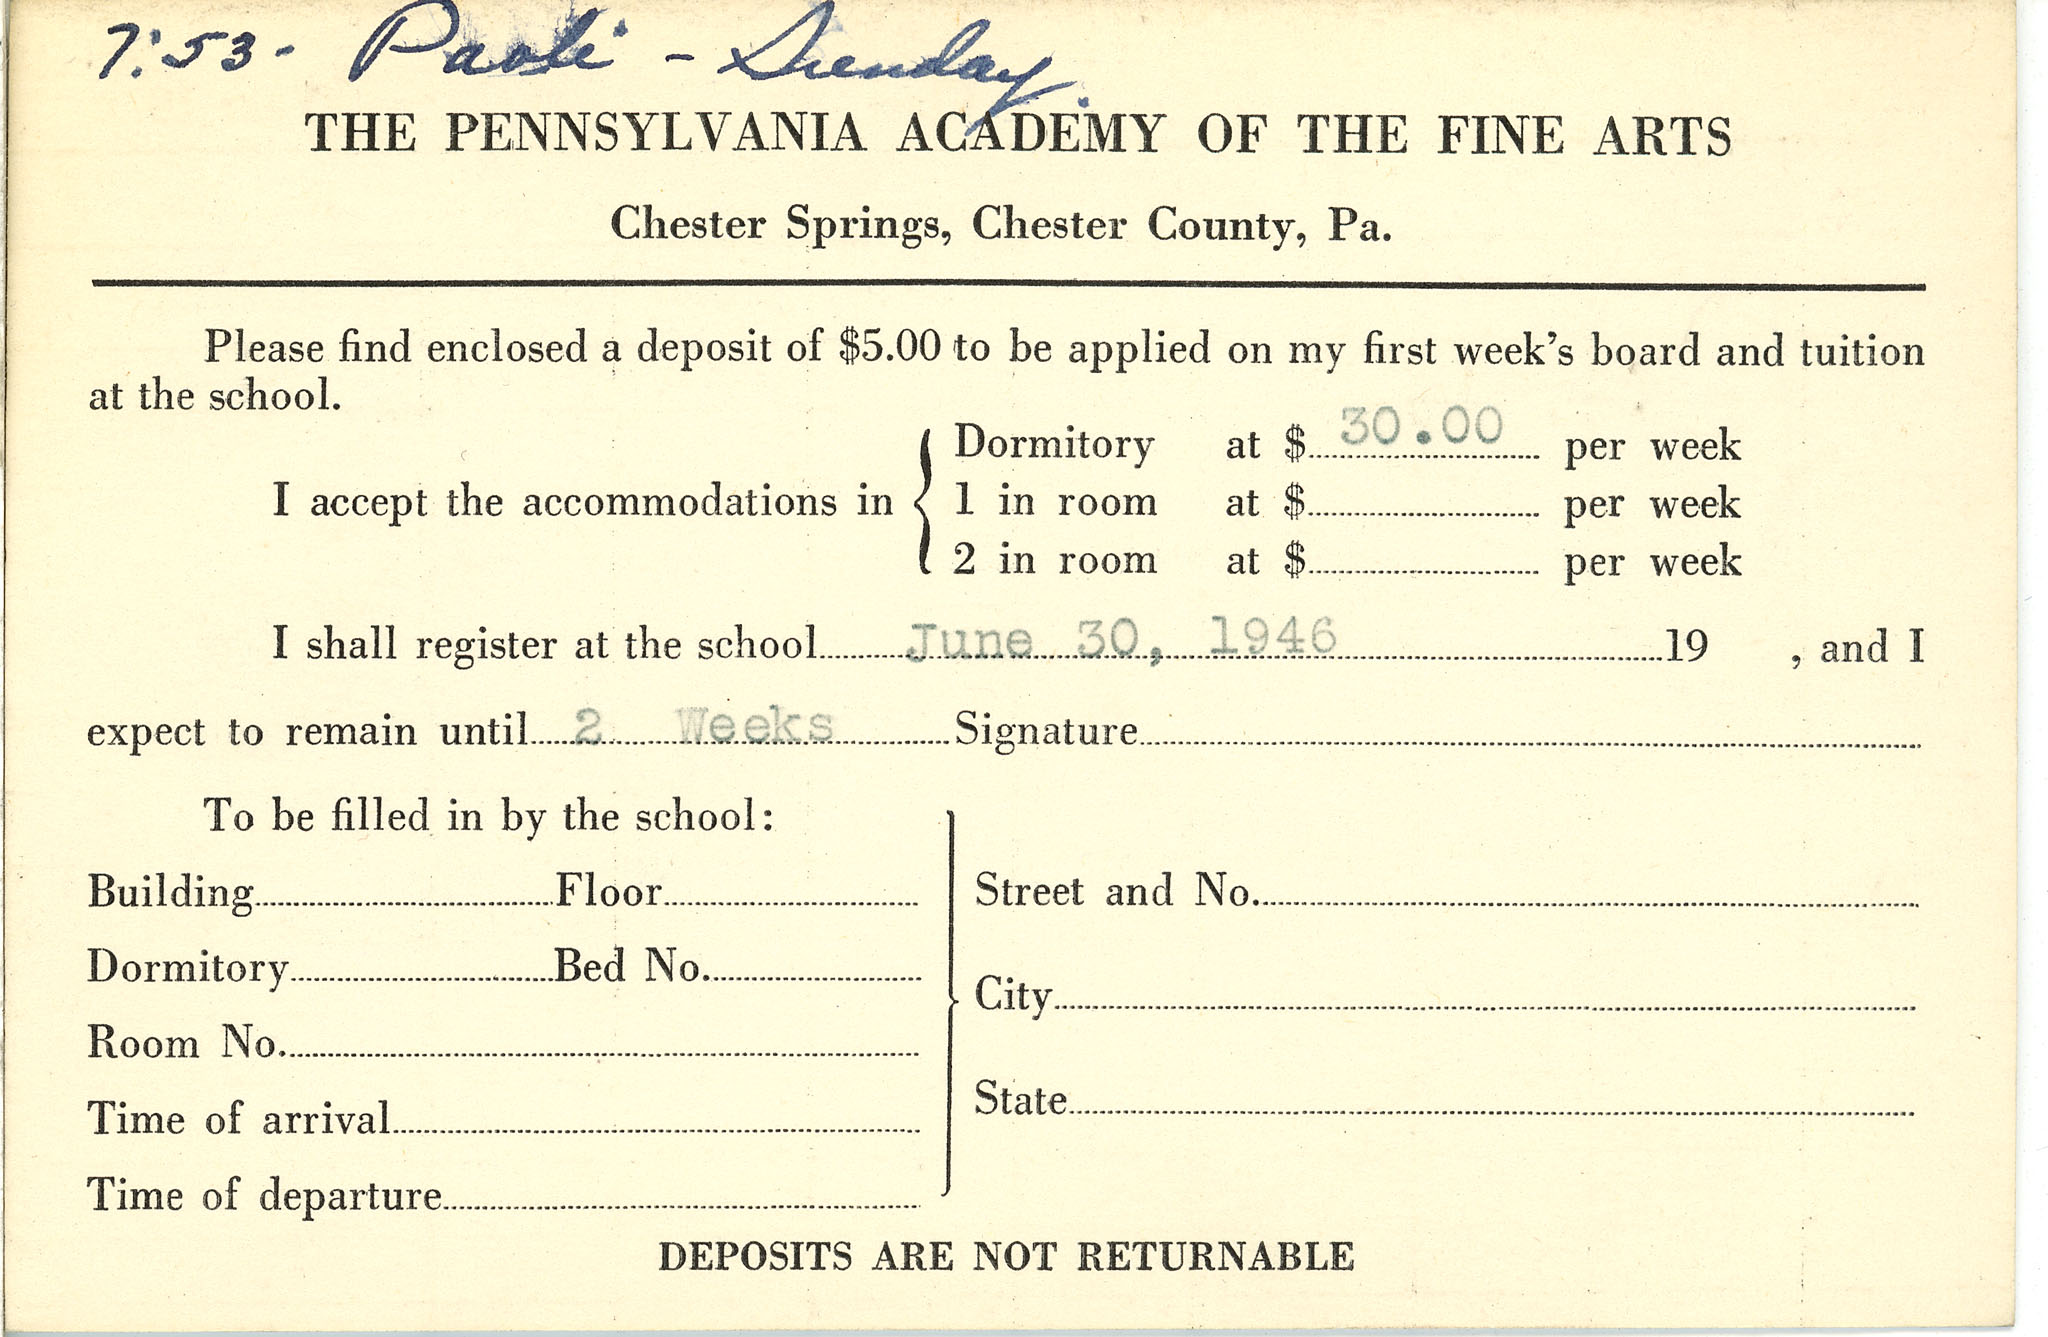 7:53 - Paoli - Sunday
THE PENNSYLVANIA ACADEMY OF THE FINE ARTS
Chester Springs, Chester County, Pa.
Please find enclosed a deposit of $5.00 to be applied on my first week's board and tuition
at the school.
I accept the accommodations in
Dormitory at $ 30.00 per week
1 in room at $ per week
2 in room at $ per week
I shall register at the school June 30, 1946 19 , and I
expect to remain until 2 Weeks Signature
To be filled in by the school:
Building Floor
Dormitory Bed No.
Room No.
Time of arrival
Time of departure
Street and No.
City
State
DEPOSITS ARE NOT RETURNABLE